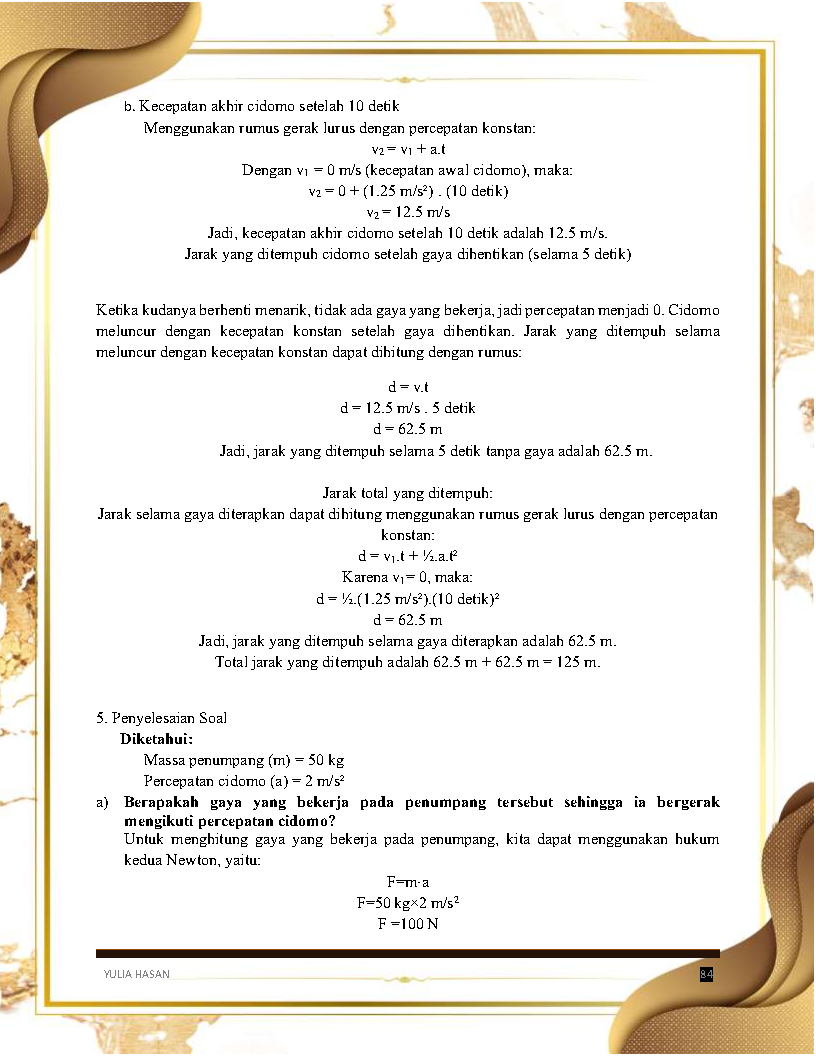 b. Kecepatan akhir cidomo setelah 10 detik
Menggunakan rumus gerak lurus dengan percepatan konstan:
v₂ = v₁ + a.t
Dengan v₁ = 0 m/s (kecepatan awal cidomo), maka:
v₂ = 0 + (1.25 m/s²) . (10 detik)
v₂ = 12.5 m/s
Jadi, kecepatan akhir cidomo setelah 10 detik adalah 12.5 m/s.
Jarak yang ditempuh cidomo setelah gaya dihentikan (selama 5 detik)
Ketika kudanya berhenti menarik, tidak ada gaya yang bekerja, jadi percepatan menjadi 0. Cidomo
meluncur dengan kecepatan konstan setelah gaya dihentikan. Jarak yang ditempuh selama
meluncur dengan kecepatan konstan dapat dihitung dengan rumus:
d = v.t
d = 12.5 m/s . 5 detik
d = 62.5 m
Jadi, jarak yang ditempuh selama 5 detik tanpa gaya adalah 62.5 m.
Jarak total yang ditempuh:
Jarak selama gaya diterapkan dapat dihitung menggunakan rumus gerak lurus dengan percepatan
konstan:
d = v₁.t + ½.a.t²
Karena v₁= 0, maka:
d = ½.(1.25 m/s²).(10 detik)²
d = 62.5 m
Jadi, jarak yang ditempuh selama gaya diterapkan adalah 62.5 m.
Total jarak yang ditempuh adalah 62.5 m + 62.5 m = 125 m.
5. Penyelesaian Soal
Diketahui:
Massa penumpang (m) = 50 kg
Percepatan cidomo (a) = 2 m/s²
a) Berapakah gaya yang bekerja pada penumpang tersebut sehingga ia bergerak
mengikuti percepatan cidomo?
Untuk menghitung gaya yang bekerja pada penumpang, kita dapat menggunakan hukum
kedua Newton, yaitu:
F=m·a
F=50 kg×2 m/s²
F =100 N
YULIA HASAN 84